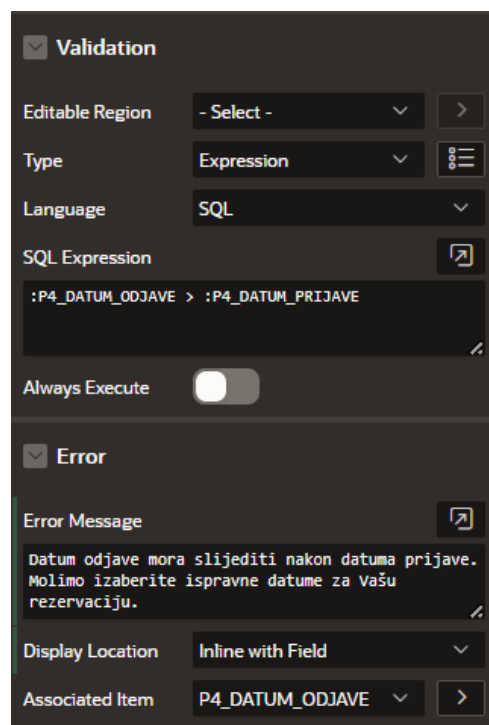 Validation
Editable Region - Select -
Type Expression
Language SQL
SQL Expression
:P4_DATUM_ODJAVE > :P4_DATUM_PRIJAVE
Always Execute
Error
Error Message
Datum odjave mora slijediti nakon datuma prijave.
Molimo izaberite ispravne datume za Vašu
rezervaciju.
Display Location Inline with Field
Associated Item P4_DATUM_ODJAVE